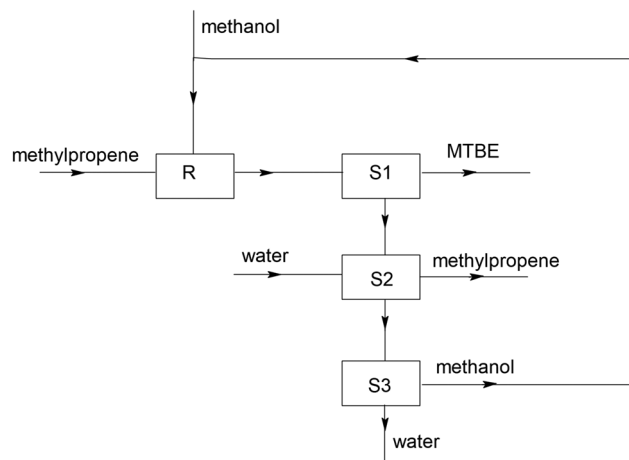 methanol
methylpropene
R
S1
MTBE
water
S2
methylpropene
S3
methanol
water